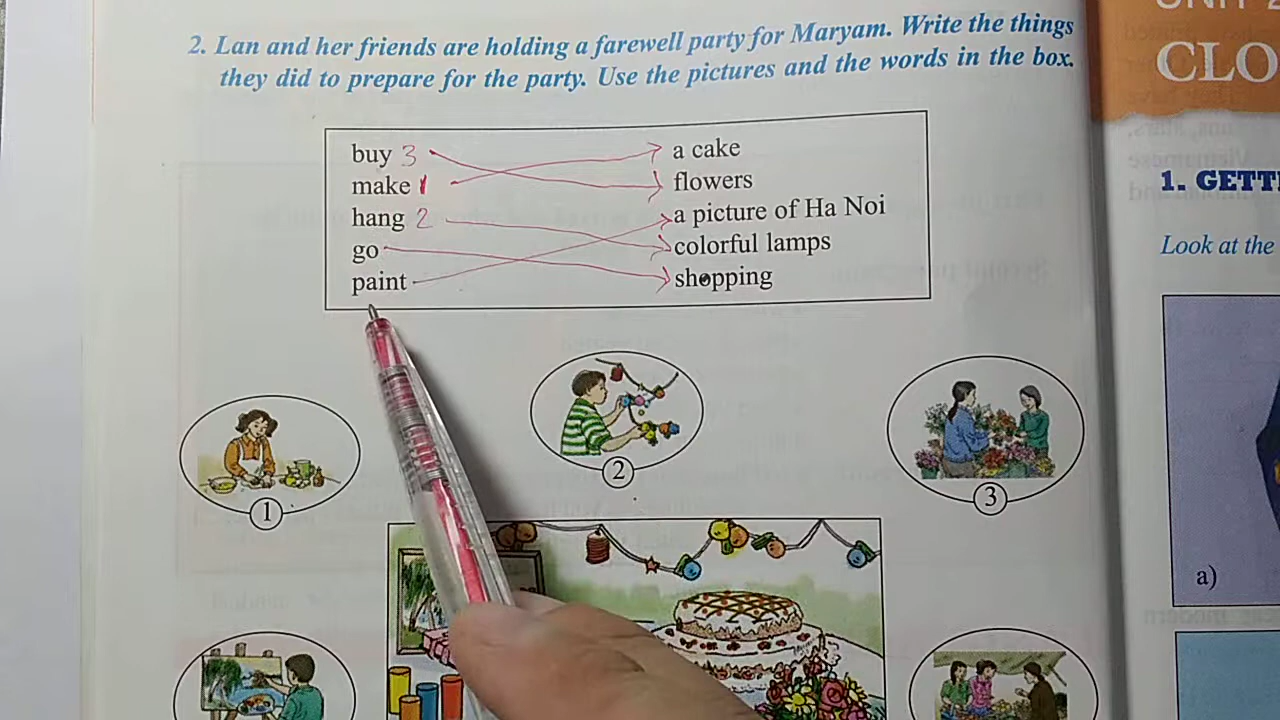 2. Lan and her friends are holding a farewell party for Maryam. Write the things
they did to prepare for the party. Use the pictures and the words in the box.
buy 3
make 1
hang 2
go
paint
a cake
flowers
a picture of Ha Noi
colorful lamps
shopping
1
2
3
CLO
1. GETT
Look at the
a)